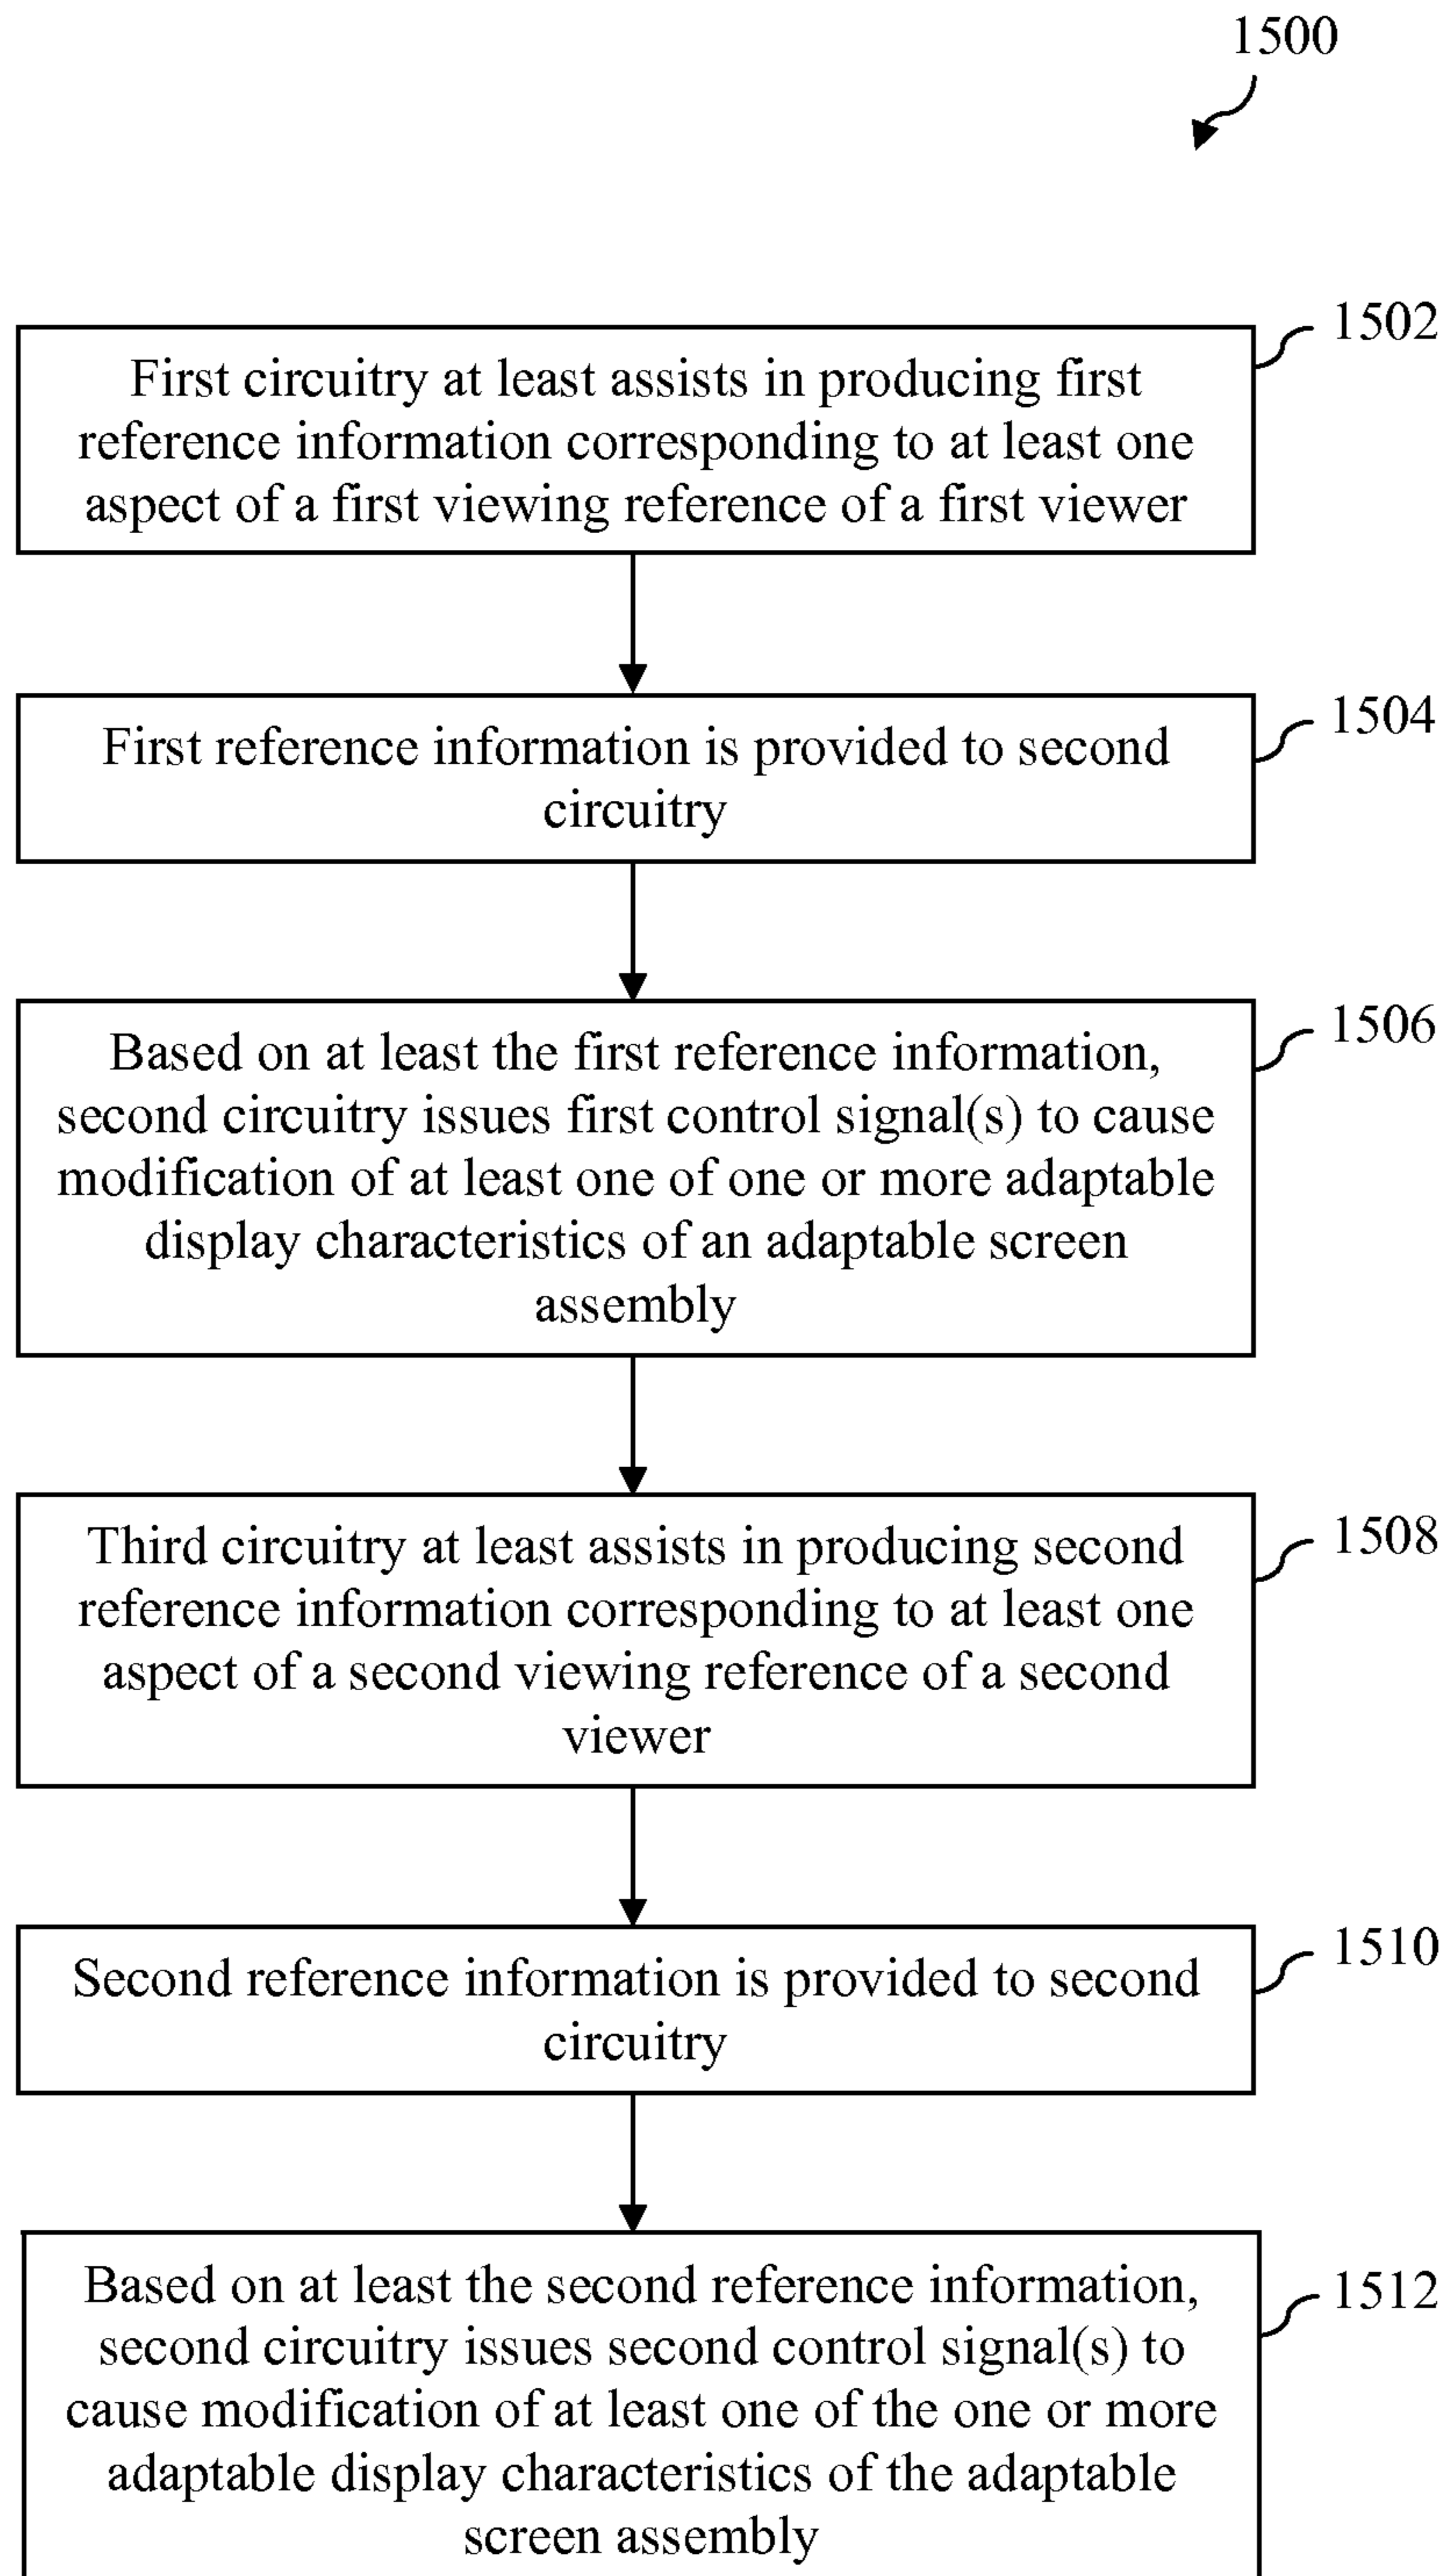 1500
1502
First circuitry at least assists in producing first
reference information corresponding to at least one
aspect of a first viewing reference of a first viewer
1504
First reference information is provided to second
circuitry
1506
Based on at least the first reference information,
second circuitry issues first control signal(s) to cause
modification of at least one of one or more adaptable
display characteristics of an adaptable screen
assembly
1508
Third circuitry at least assists in producing second
reference information corresponding to at least one
aspect of a second viewing reference of a second
viewer
1510
Second reference information is provided to second
circuitry
1512
Based on at least the second reference information,
second circuitry issues second control signal(s) to
cause modification of at least one of the one or more
adaptable display characteristics of the adaptable
screen assembly